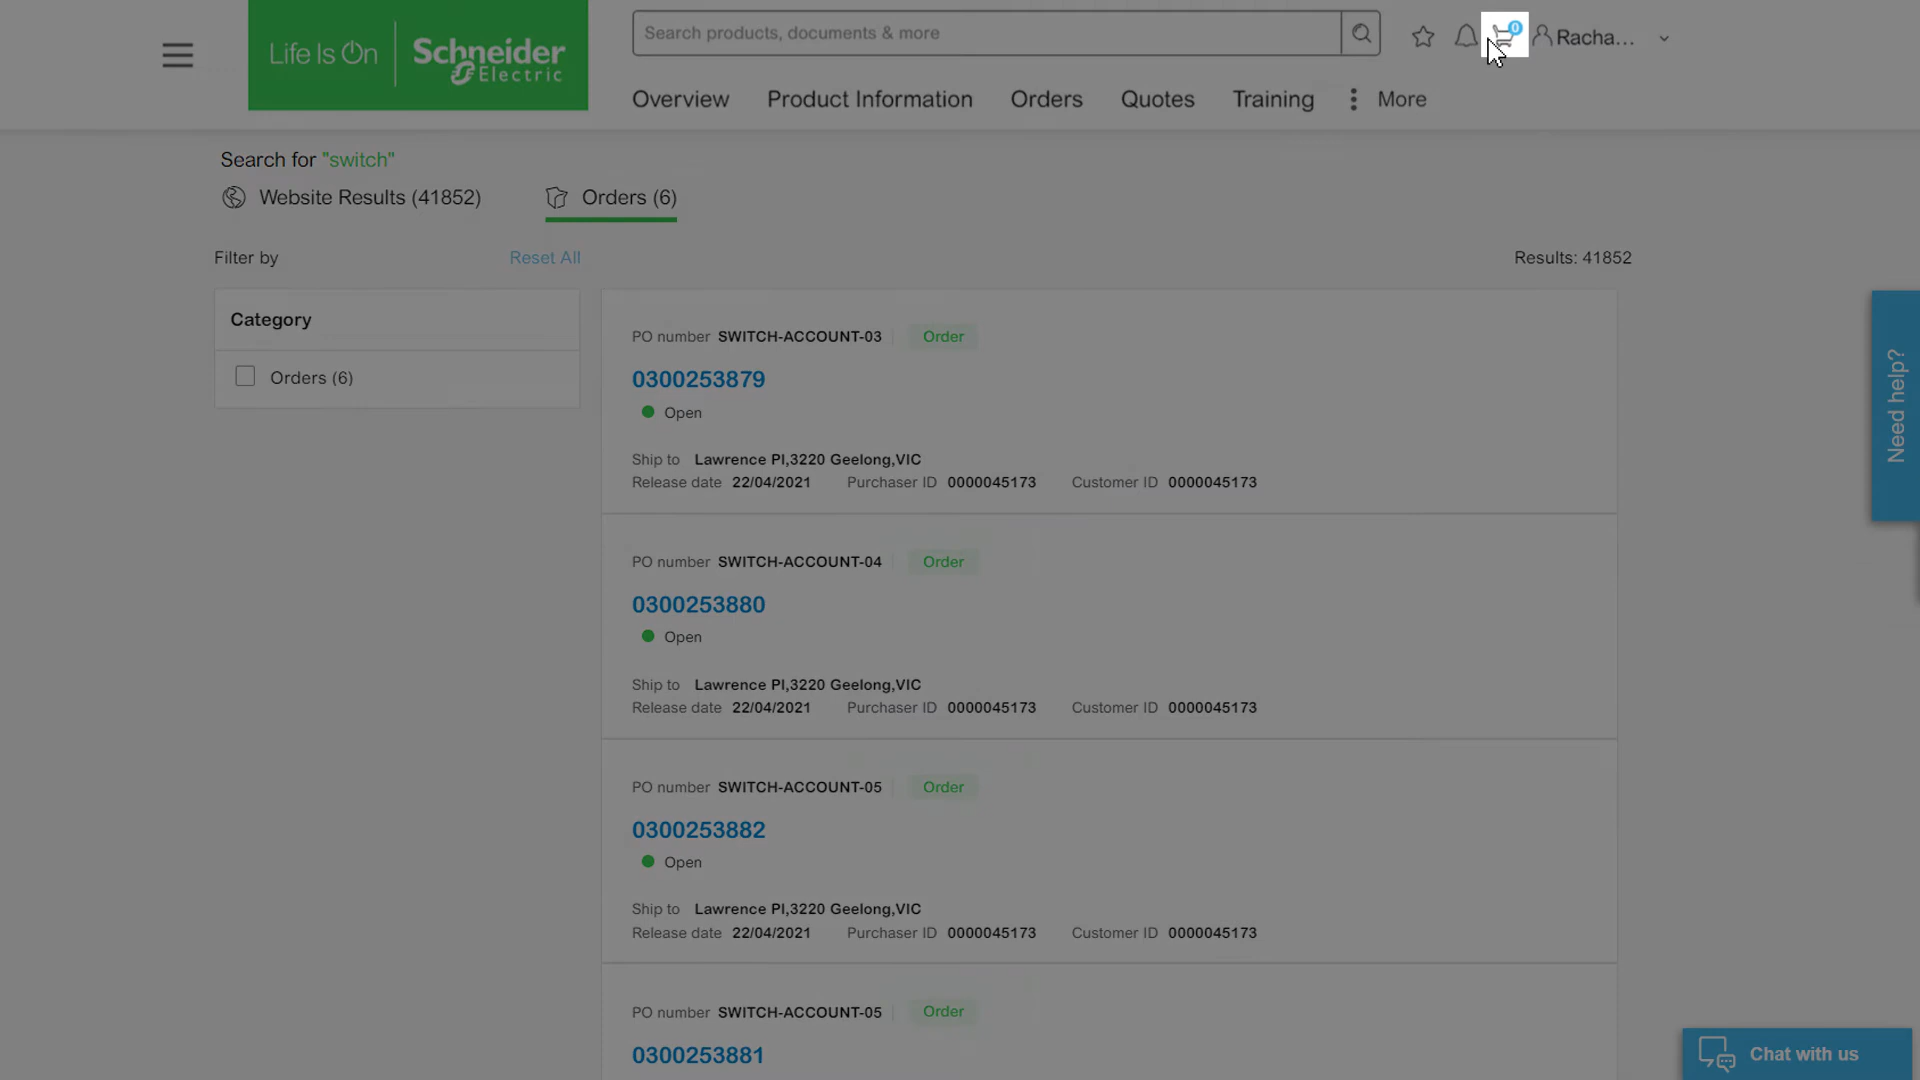 Life Is On | Schneider Electric
Search products, documents & more
0
Racha...
Overview Product Information Orders Quotes Training More
Search for "switch"
Website Results (41852) Orders (6)
Filter by Reset All Results: 41852
Category
Orders (6)
PO number SWITCH-ACCOUNT-03 Order
0300253879
Open
Ship to Lawrence Pl,3220 Geelong,VIC
Release date 22/04/2021 Purchaser ID 0000045173 Customer ID 0000045173
PO number SWITCH-ACCOUNT-04 Order
0300253880
Open
Ship to Lawrence Pl,3220 Geelong,VIC
Release date 22/04/2021 Purchaser ID 0000045173 Customer ID 0000045173
PO number SWITCH-ACCOUNT-05 Order
0300253882
Open
Ship to Lawrence Pl,3220 Geelong,VIC
Release date 22/04/2021 Purchaser ID 0000045173 Customer ID 0000045173
PO number SWITCH-ACCOUNT-05 Order
0300253881
Need help?
Chat with us